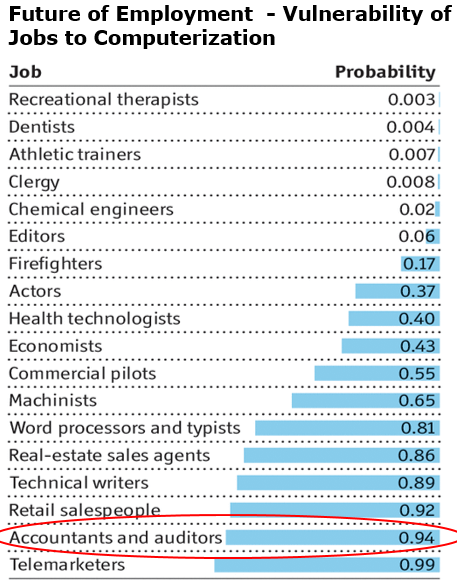 Future of Employment - Vulnerability of
Jobs to Computerization
Job Probability
Recreational therapists 0.003
Dentists 0.004
Athletic trainers 0.007
Clergy 0.008
Chemical engineers 0.02
Editors 0.06
Firefighters 0.17
Actors 0.37
Health technologists 0.40
Economists 0.43
Commercial pilots 0.55
Machinists 0.65
Word processors and typists 0.81
Real-estate sales agents 0.86
Technical writers 0.89
Retail salespeople 0.92
Accountants and auditors 0.94
Telemarketers 0.99